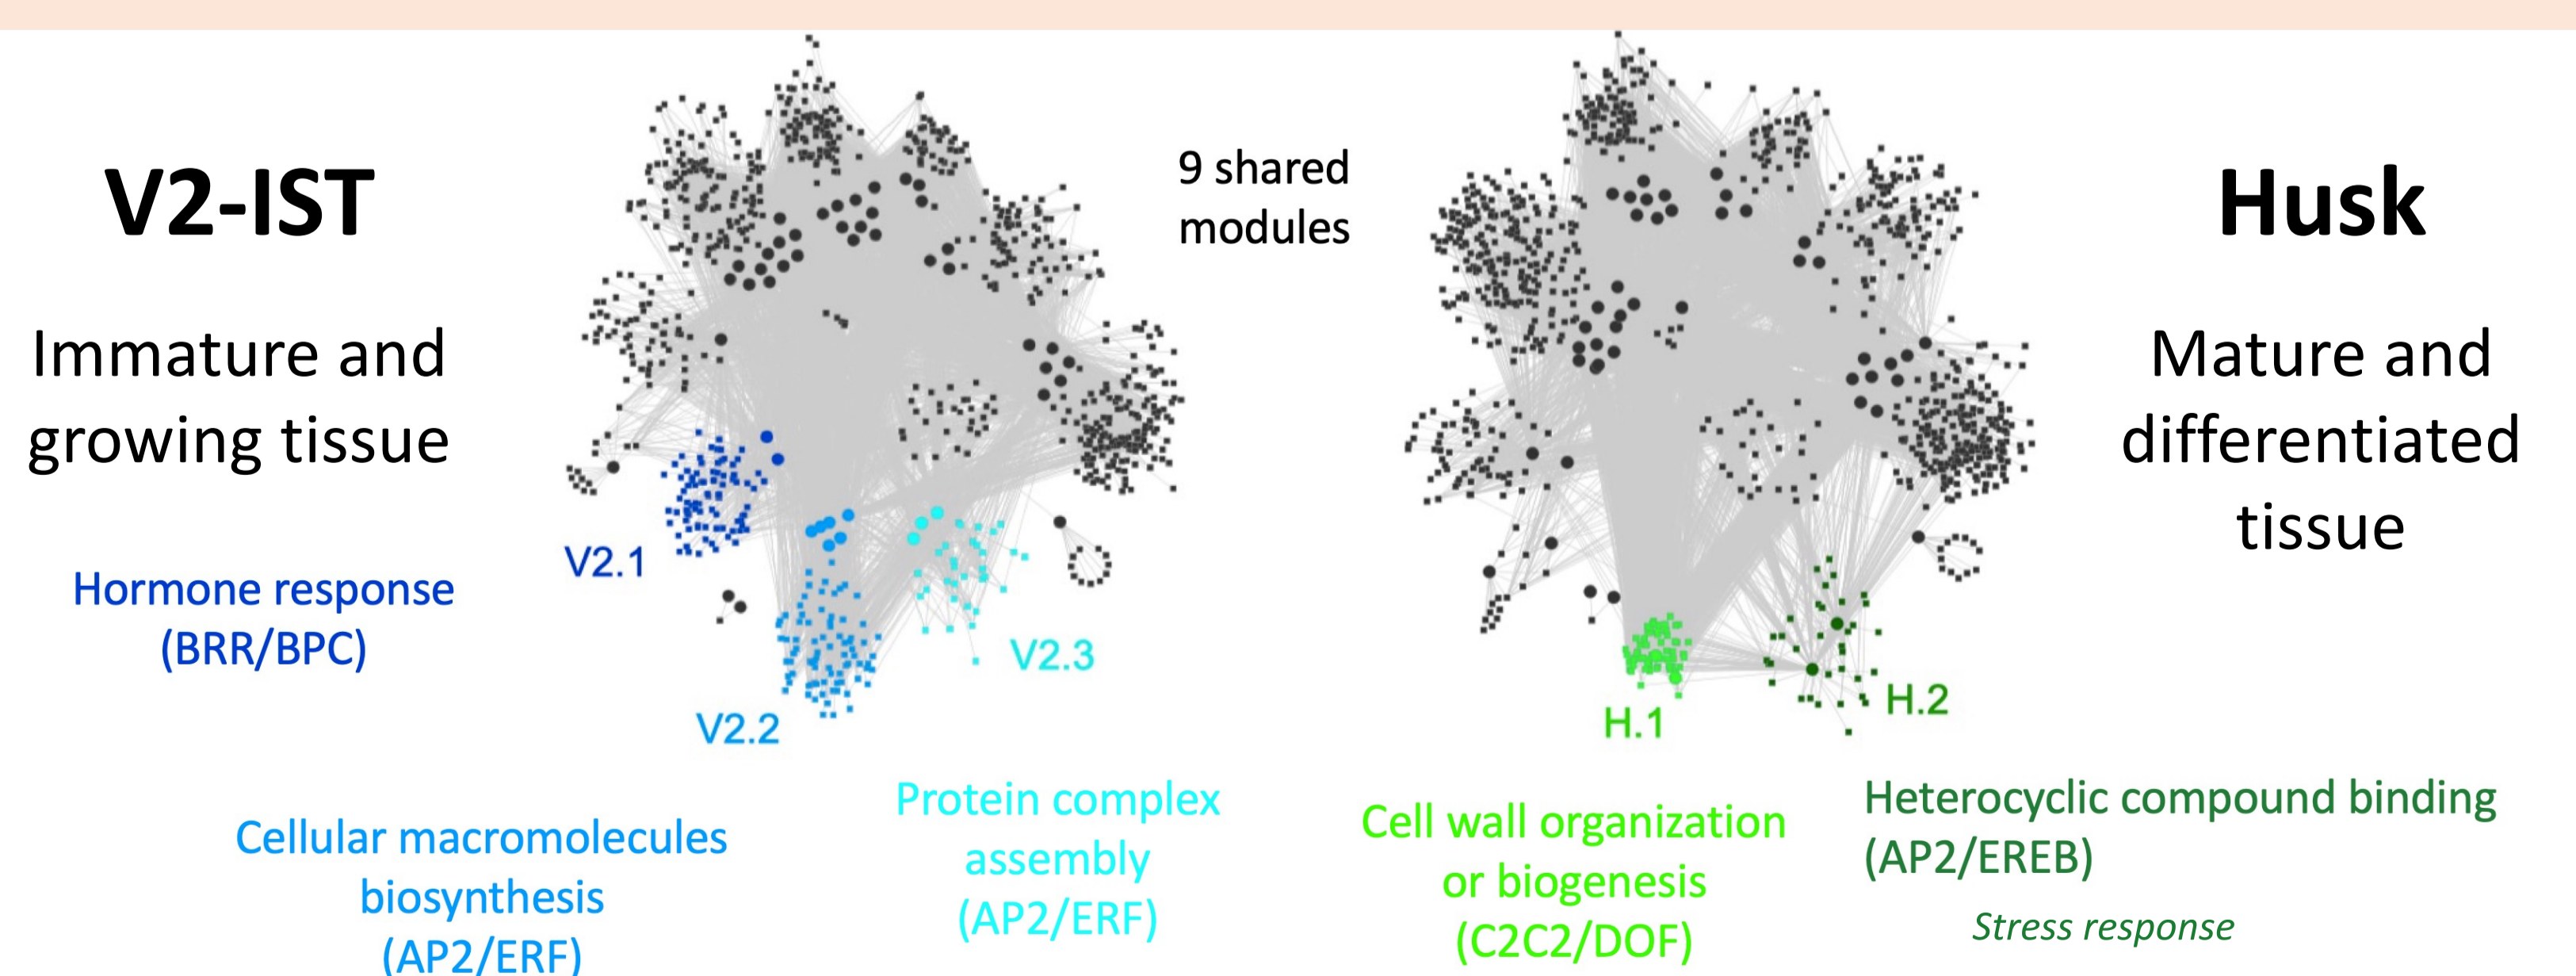 V2-IST
Immature and
growing tissue
9 shared
modules
Husk
Mature and
differentiated
tissue
V2.1
Hormone response
(BRR/BPC)
V2.2
V2.3
Cellular macromolecules
biosynthesis
(AP2/ERF)
Protein complex
assembly
(AP2/ERF)
H.1
H.2
Cell wall organization
or biogenesis
(C2C2/DOF)
Heterocyclic compound binding
(AP2/EREB)
Stress response